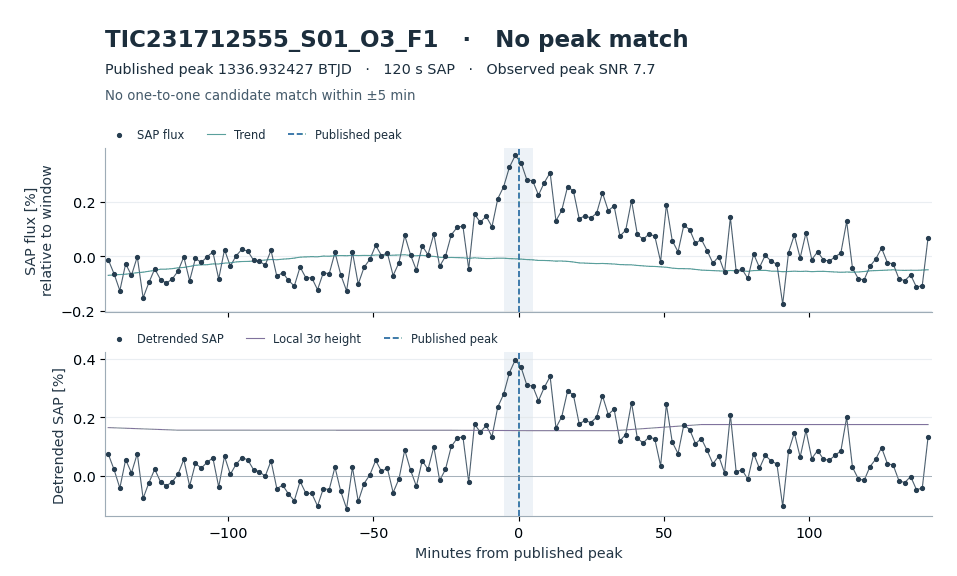 TIC231712555_S01_O3_F1 · No peak match
Published peak 1336.932427 BTJD · 120 s SAP · Observed peak SNR 7.7
No one-to-one candidate match within ±5 min
SAP flux Trend Published peak
SAP flux [%]
relative to window
0.2
0.0
−0.2
Detrended SAP Local 3σ height Published peak
Detrended SAP [%]
0.4
0.2
0.0
−100 −50 0 50 100
Minutes from published peak